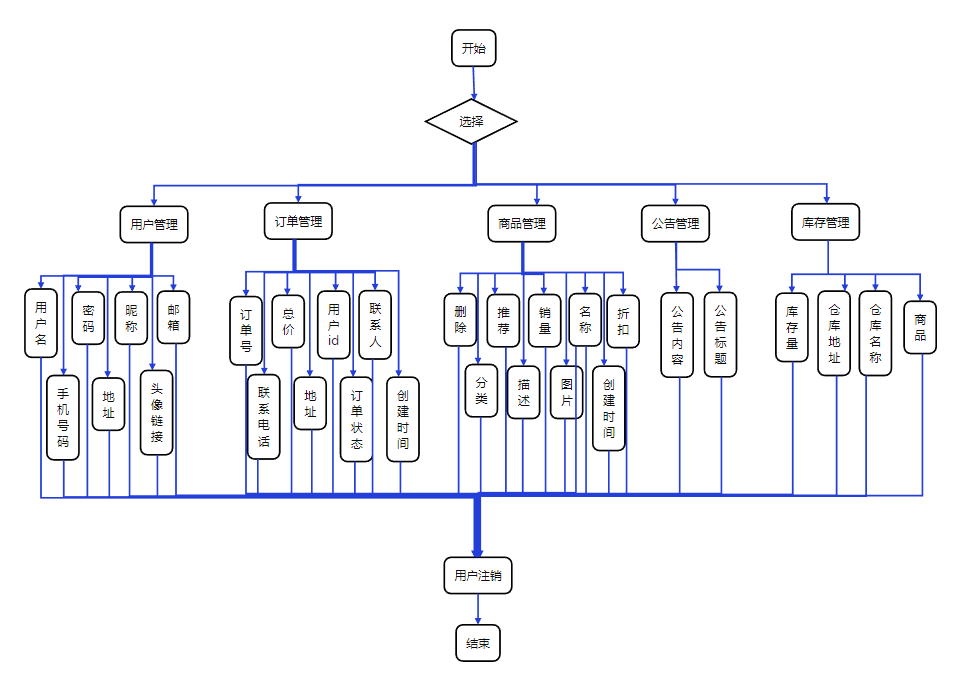 开始
选择
用户管理
订单管理
商品管理
公告管理
库存管理
用户名
密码
昵称
邮箱
手机号码
地址
头像链接
订单号
总价
用户id
联系人
联系电话
地址
订单状态
创建时间
删除
推荐
销量
名称
折扣
分类
描述
图片
创建时间
公告内容
公告标题
库存量
仓库地址
仓库名称
商品
用户注销
结束